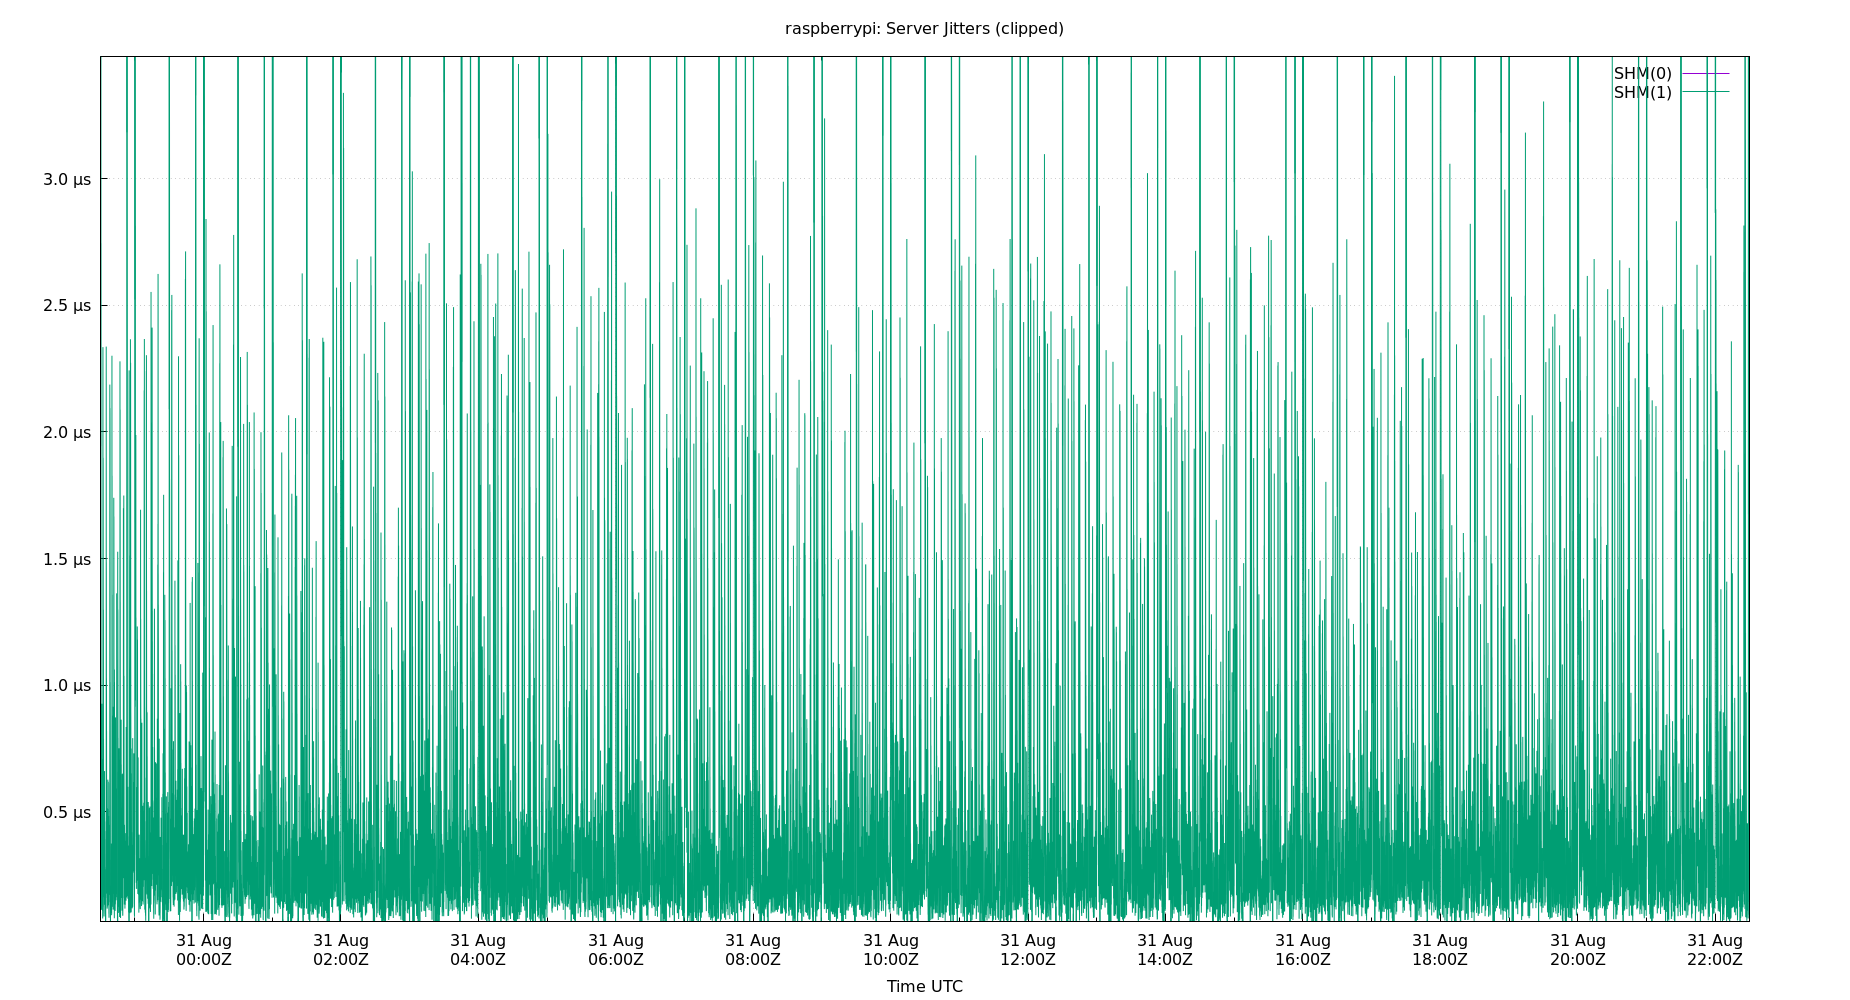 raspberrypi: Server Jitters (clipped)
SHM(0)
SHM(1)
3.0 µs
2.5 µs
2.0 µs
1.5 µs
1.0 µs
0.5 µs
31 Aug 31 Aug 31 Aug 31 Aug 31 Aug 31 Aug 31 Aug 31 Aug 31 Aug 31 Aug 31 Aug 31 Aug
00:00Z 02:00Z 04:00Z 06:00Z 08:00Z 10:00Z 12:00Z 14:00Z 16:00Z 18:00Z 20:00Z 22:00Z
Time UTC